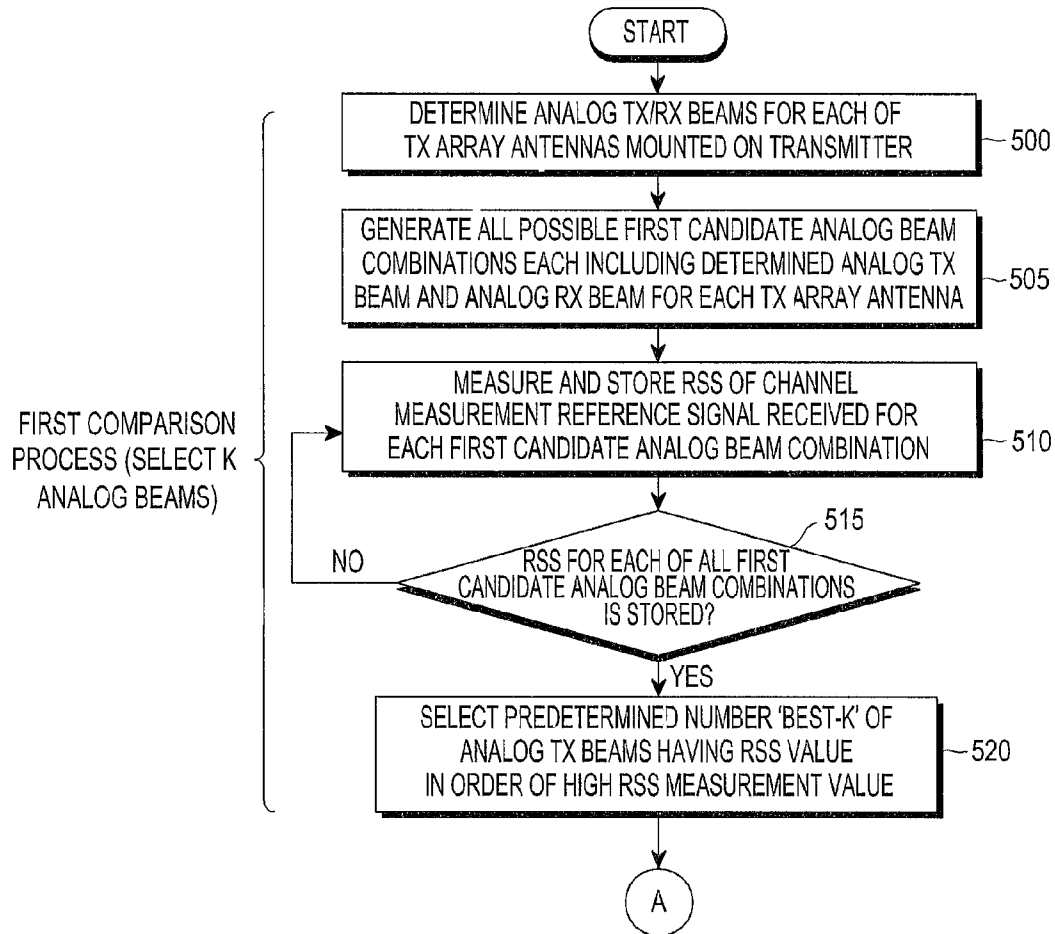 START
DETERMINE ANALOG TX/RX BEAMS FOR EACH OF
TX ARRAY ANTENNAS MOUNTED ON TRANSMITTER
500
GENERATE ALL POSSIBLE FIRST CANDIDATE ANALOG BEAM
COMBINATIONS EACH INCLUDING DETERMINED ANALOG TX
BEAM AND ANALOG RX BEAM FOR EACH TX ARRAY ANTENNA
505
MEASURE AND STORE RSS OF CHANNEL
MEASUREMENT REFERENCE SIGNAL RECEIVED FOR
EACH FIRST CANDIDATE ANALOG BEAM COMBINATION
510
FIRST COMPARISON
PROCESS (SELECT K
ANALOG BEAMS)
515
RSS FOR EACH OF ALL FIRST
CANDIDATE ANALOG BEAM COMBINATIONS
IS STORED?
NO
YES
SELECT PREDETERMINED NUMBER 'BEST-K' OF
ANALOG TX BEAMS HAVING RSS VALUE
IN ORDER OF HIGH RSS MEASUREMENT VALUE
520
A